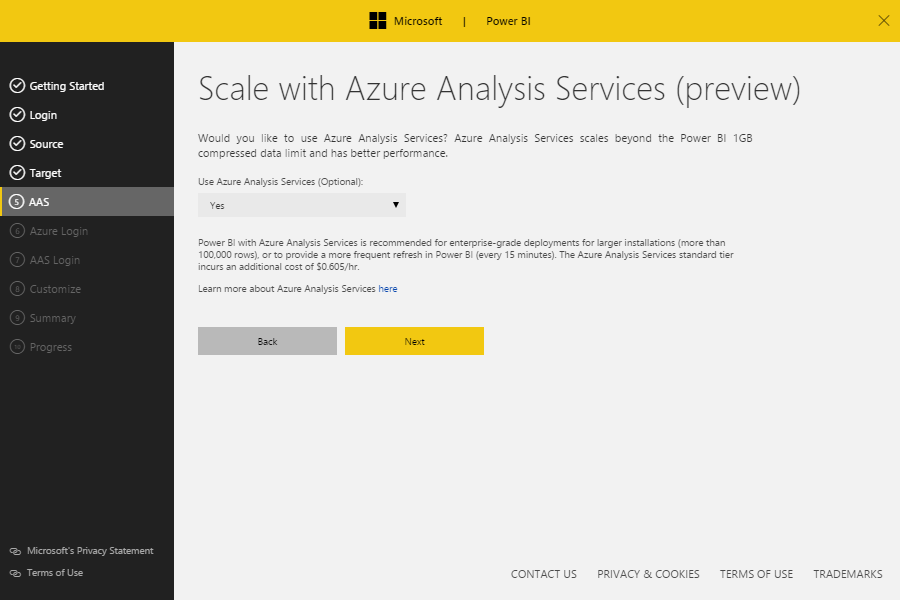 Microsoft | Power BI
Getting Started
Login
Source
Target
5 AAS
6 Azure Login
7 AAS Login
8 Customize
9 Summary
10 Progress
Microsoft's Privacy Statement
Terms of Use
Scale with Azure Analysis Services (preview)
Would you like to use Azure Analysis Services? Azure Analysis Services scales beyond the Power BI 1GB
compressed data limit and has better performance.
Use Azure Analysis Services (Optional):
Yes
Power BI with Azure Analysis Services is recommended for enterprise-grade deployments for larger installations (more than
100,000 rows), or to provide a more frequent refresh in Power BI (every 15 minutes). The Azure Analysis Services standard tier
incurs an additional cost of $0.605/hr.
Learn more about Azure Analysis Services here
Back
Next
CONTACT US PRIVACY & COOKIES TERMS OF USE TRADEMARKS